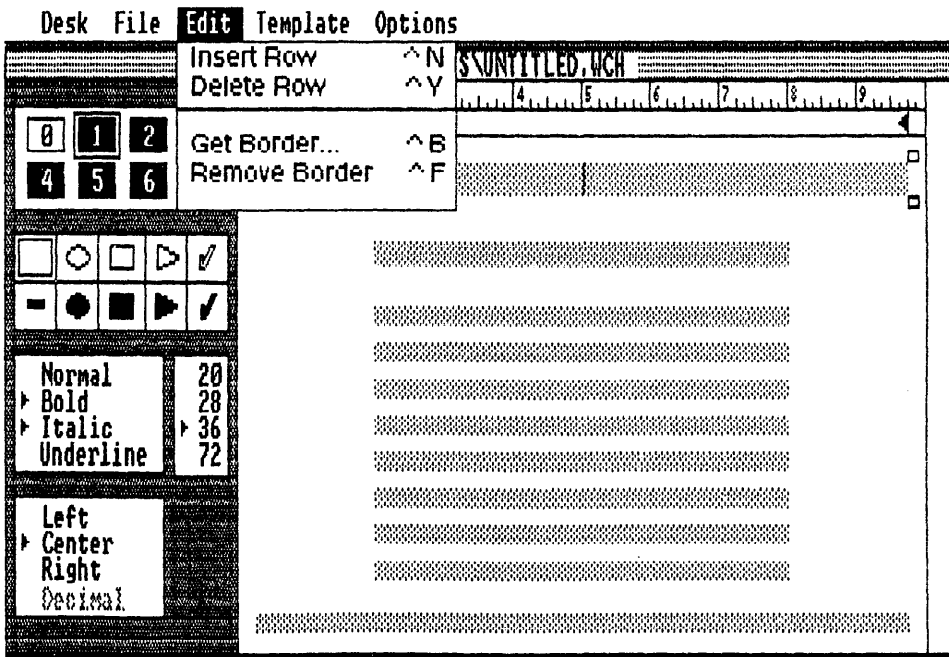 Desk File Edit Template Options
S\UNTITLED.WCH
Insert Row ^N
Delete Row ^Y
Get Border... ^B
Remove Border ^F
4 5 6 7 8 9
0 1 2
4 5 6
Normal
Bold
Italic
Underline
20
28
36
72
Left
Center
Right
Decimal